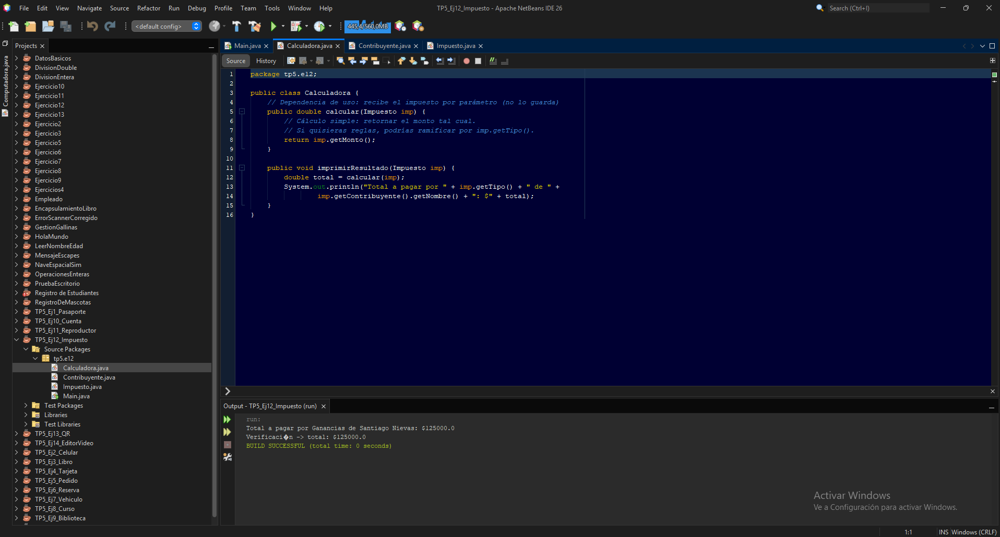 File Edit View Navigate Source Refactor Run Debug Profile Team Tools Window Help
TP5_Ej12_Impuesto - Apache NetBeans IDE 26
Search (Ctrl+I)
<default config>
445,4/560,0MB
Computadora.java
Projects
DatosBasicos
DivisionDouble
DivisionEntera
Ejercicio10
Ejercicio11
Ejercicio12
Ejercicio13
Ejercicio2
Ejercicio3
Ejercicio5
Ejercicio6
Ejercicio7
Ejercicio8
Ejercicio9
Ejercicios4
Empleado
EncapsulamientoLibro
ErrorScannerCorregido
GestionGallinas
HolaMundo
LeerNombreEdad
MensajeEscapes
NaveEspacialSim
OperacionesEnteras
PruebaEscritorio
Registro de Estudiantes
RegistroDeMascotas
TP5_Ej1_Pasaporte
TP5_Ej10_Cuenta
TP5_Ej11_Reproductor
TP5_Ej12_Impuesto
Source Packages
tp5.e12
Calculadora.java
Contribuyente.java
Impuesto.java
Main.java
Test Packages
Libraries
Test Libraries
TP5_Ej13_QR
TP5_Ej14_EditorVideo
TP5_Ej2_Celular
TP5_Ej3_Libro
TP5_Ej4_Tarjeta
TP5_Ej5_Pedido
TP5_Ej6_Reserva
TP5_Ej7_Vehiculo
TP5_Ej8_Curso
TP5_Ej9_Biblioteca
Main.java Calculadora.java Contribuyente.java Impuesto.java
Source History
1 package tp5.e12;
2
3 public class Calculadora {
4 // Dependencia de uso: recibe el impuesto por parámetro (no lo guarda)
5 public double calcular(Impuesto imp) {
6 // Cálculo simple: retornar el monto tal cual.
7 // Si quisieras reglas, podrías ramificar por imp.getTipo().
8 return imp.getMonto();
9 }
10
11 public void imprimirResultado(Impuesto imp) {
12 double total = calcular(imp);
13 System.out.println("Total a pagar por " + imp.getTipo() + " de " +
14 imp.getContribuyente().getNombre() + ": $" + total);
15 }
16 }
Output - TP5_Ej12_Impuesto (run)
run:
Total a pagar por Ganancias de Santiago Nievas: $125000.0
Verificaci�n -> total: $125000.0
BUILD SUCCESSFUL (total time: 0 seconds)
Activar Windows
Ve a Configuración para activar Windows.
1:1 INS Windows (CRLF)